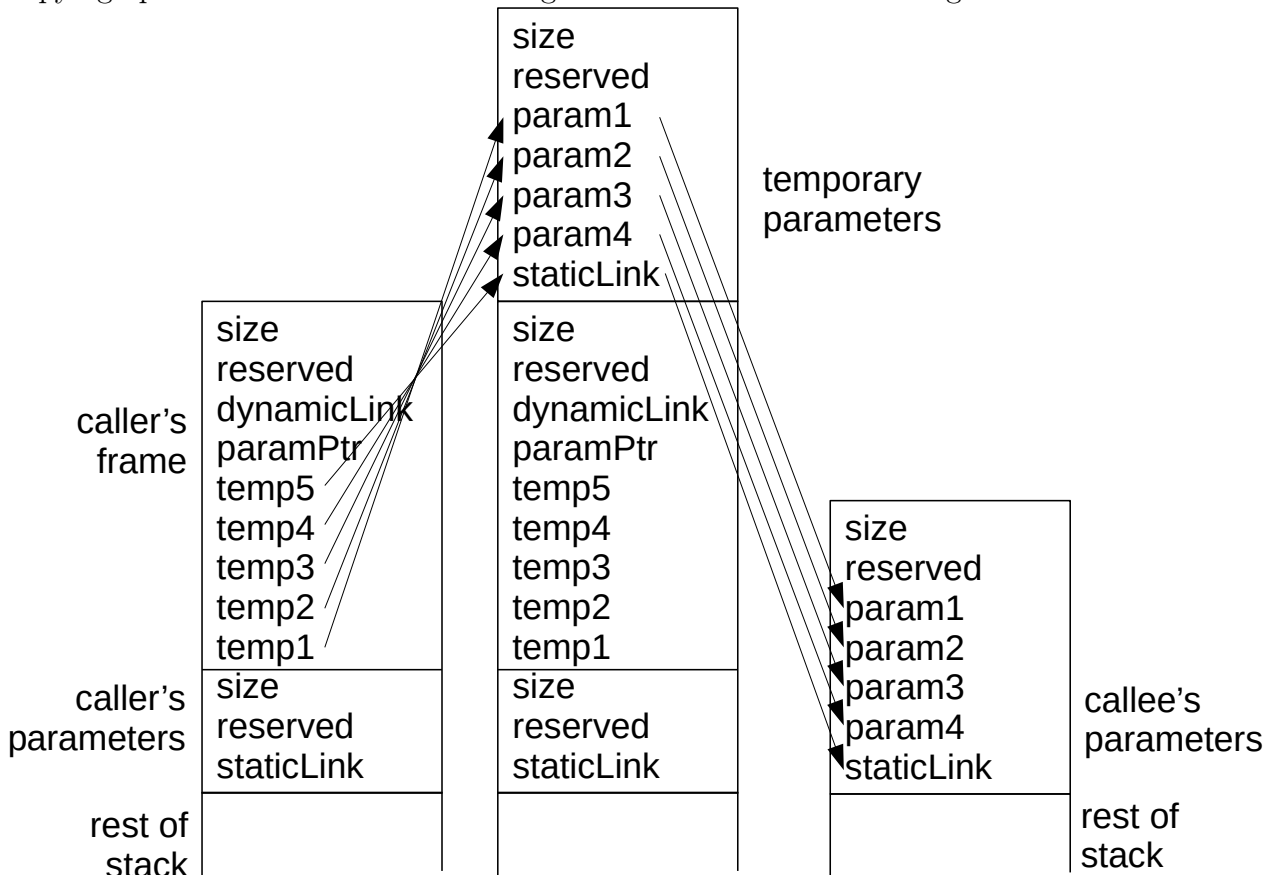 size
reserved
param1
param2
param3
param4
staticLink
temporary
parameters
caller's
frame
size
reserved
dynamicLink
paramPtr
temp5
temp4
temp3
temp2
temp1
size
reserved
dynamicLink
paramPtr
temp5
temp4
temp3
temp2
temp1
caller's
parameters
size
reserved
staticLink
size
reserved
staticLink
size
reserved
param1
param2
param3
param4
staticLink
callee's
parameters
rest of
stack
rest of
stack